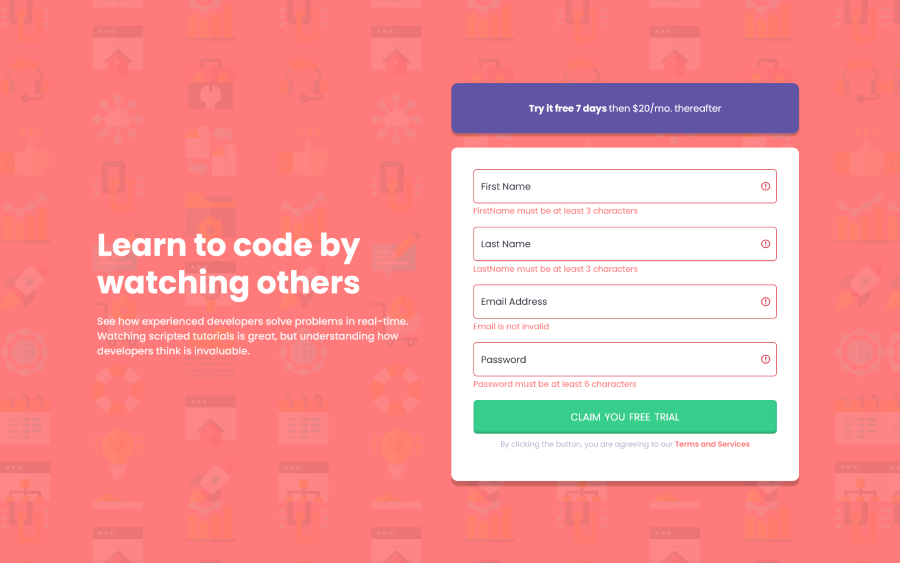 Learn to code by
watching others
See how experienced developers solve problems in real-time.
Watching scripted tutorials is great, but understanding how
developers think is invaluable.
Try it free 7 days then $20/mo. thereafter
First Name
FirstName must be at least 3 characters
Last Name
LastName must be at least 3 characters
Email Address
Email is not invalid
Password
Password must be at least 6 characters
CLAIM YOU FREE TRIAL
By clicking the button, you are agreeing to our Terms and Services